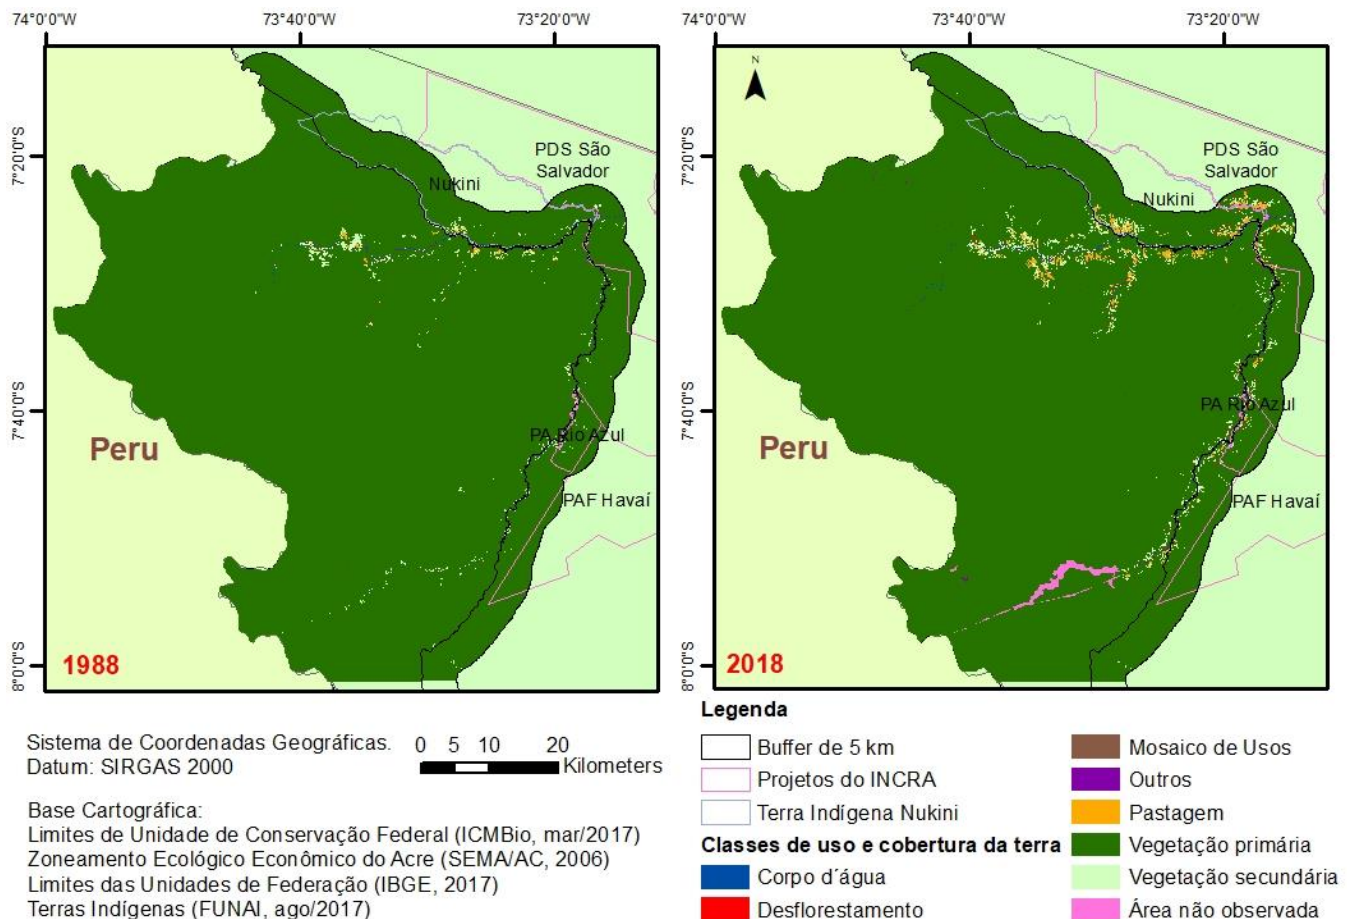 74°0'0"W 73°40'0"W 73°20'0"W
74°0'0"W 73°40'0"W 73°20'0"W
7°20'0"S
7°40'0"S
8°0'0"S
PDS São
Salvador
Nukini
PA Rio Azul
PAF Havaí
Peru
1988
7°20'0"S
7°40'0"S
8°0'0"S
N
PDS São
Salvador
Nukini
PA Rio Azul
PAF Havaí
Peru
2018
Sistema de Coordenadas Geográficas.
Datum: SIRGAS 2000
0 5 10 20
Kilometers
Base Cartográfica:
Limites de Unidade de Conservação Federal (ICMBio, mar/2017)
Zoneamento Ecológico Econômico do Acre (SEMA/AC, 2006)
Limites das Unidades de Federação (IBGE, 2017)
Terras Indígenas (FUNAI, ago/2017)
Legenda
Buffer de 5 km
Projetos do INCRA
Terra Indígena Nukini
Classes de uso e cobertura da terra
Corpo d´água
Desflorestamento
Mosaico de Usos
Outros
Pastagem
Vegetação primária
Vegetação secundária
Área não observada